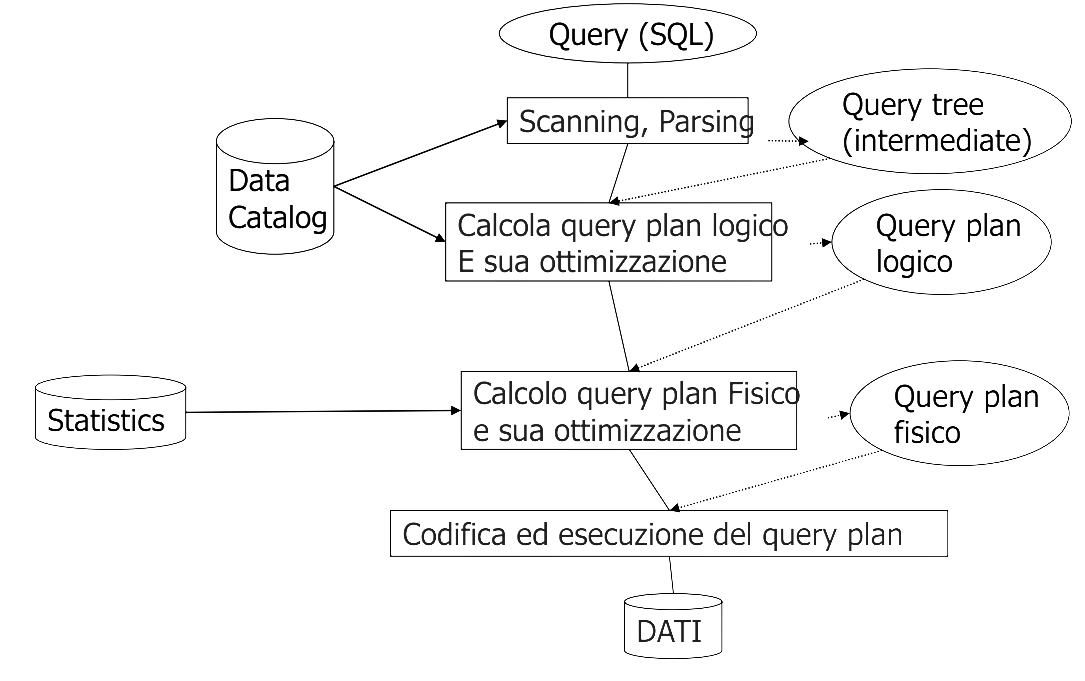 Query (SQL)
Scanning, Parsing
Query tree
(intermediate)
Data
Catalog
Calcola query plan logico
E sua ottimizzazione
Query plan
logico
Statistics
Calcolo query plan Fisico
e sua ottimizzazione
Query plan
fisico
Codifica ed esecuzione del query plan
DATI